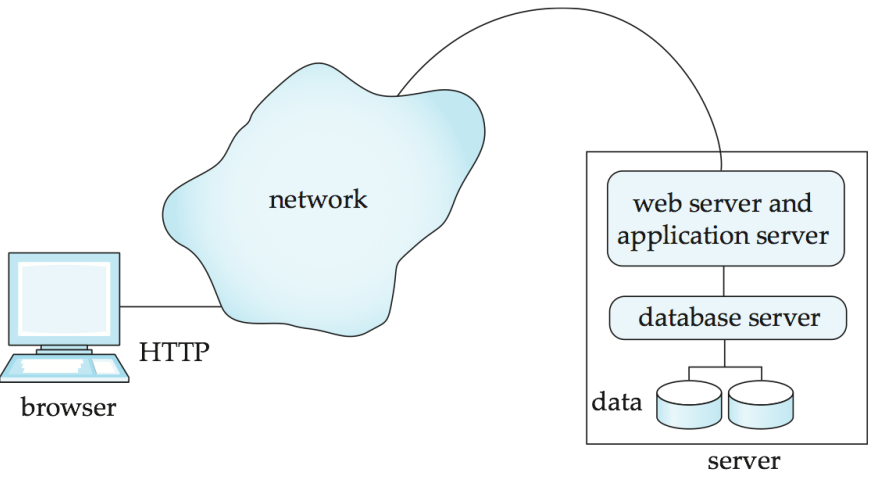 network
web server and
application server
HTTP
database server
browser
data
server